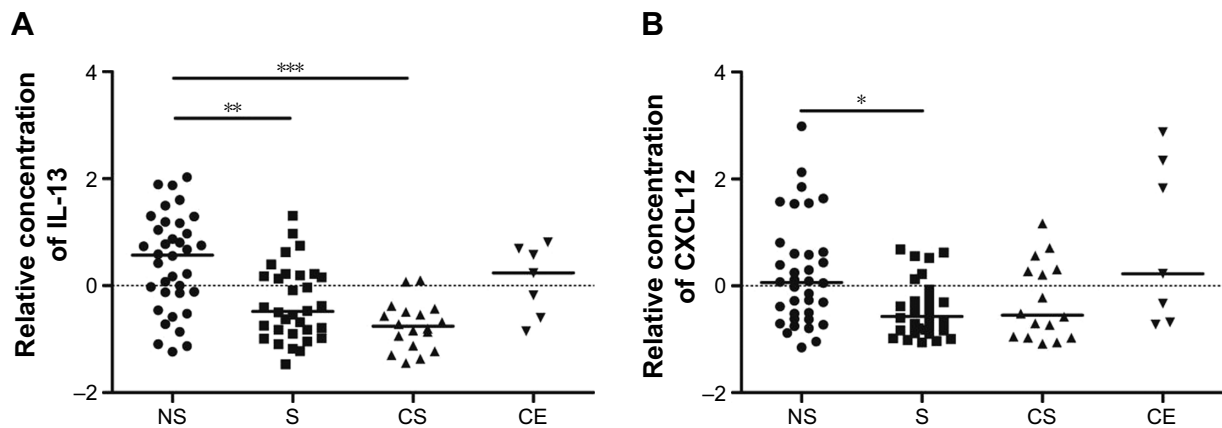 A
Relative concentration
of IL-13
4
2
0
–2
***
**
NS
S
CS
CE
B
Relative concentration
of CXCL12
4
2
0
–2
*
NS
S
CS
CE